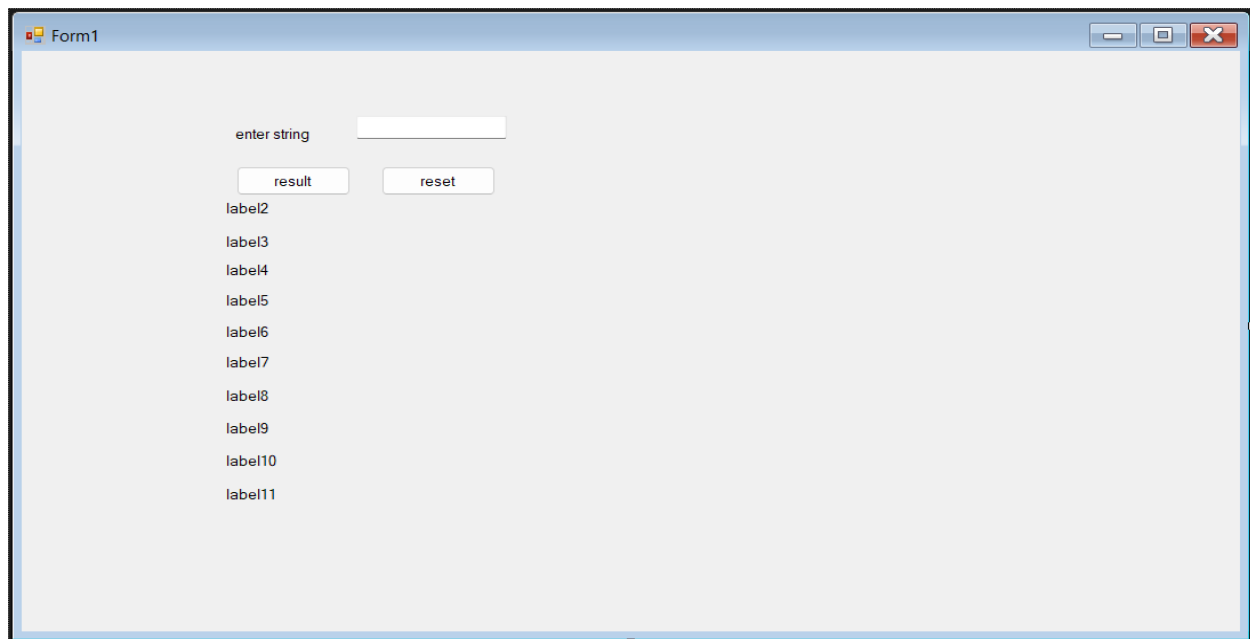 Form1
enter string
result reset
label2
label3
label4
label5
label6
label7
label8
label9
label10
label11